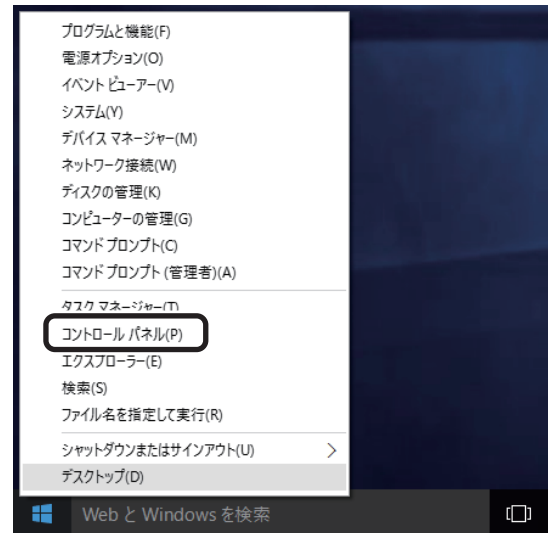 プログラムと機能(F)
電源オプション(O)
イベント ビューアー(V)
システム(Y)
デバイス マネージャー(M)
ネットワーク接続(W)
ディスクの管理(K)
コンピューターの管理(G)
コマンド プロンプト(C)
コマンド プロンプト (管理者)(A)
タスク マネージャー(T)
コントロール パネル(P)
エクスプローラー(E)
検索(S)
ファイル名を指定して実行(R)
シャットダウンまたはサインアウト(U)
デスクトップ(D)
Web と Windows を検索